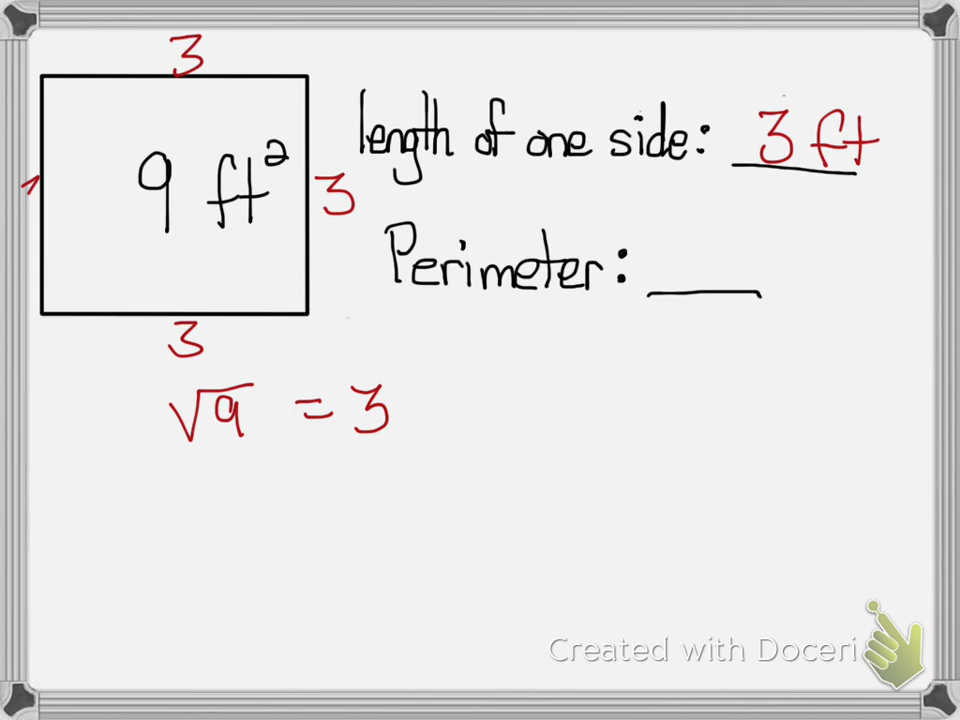 3
length of one side: 3 ft
9 ft²
3
Perimeter: ___
3
√9 = 3
Created with Doceri